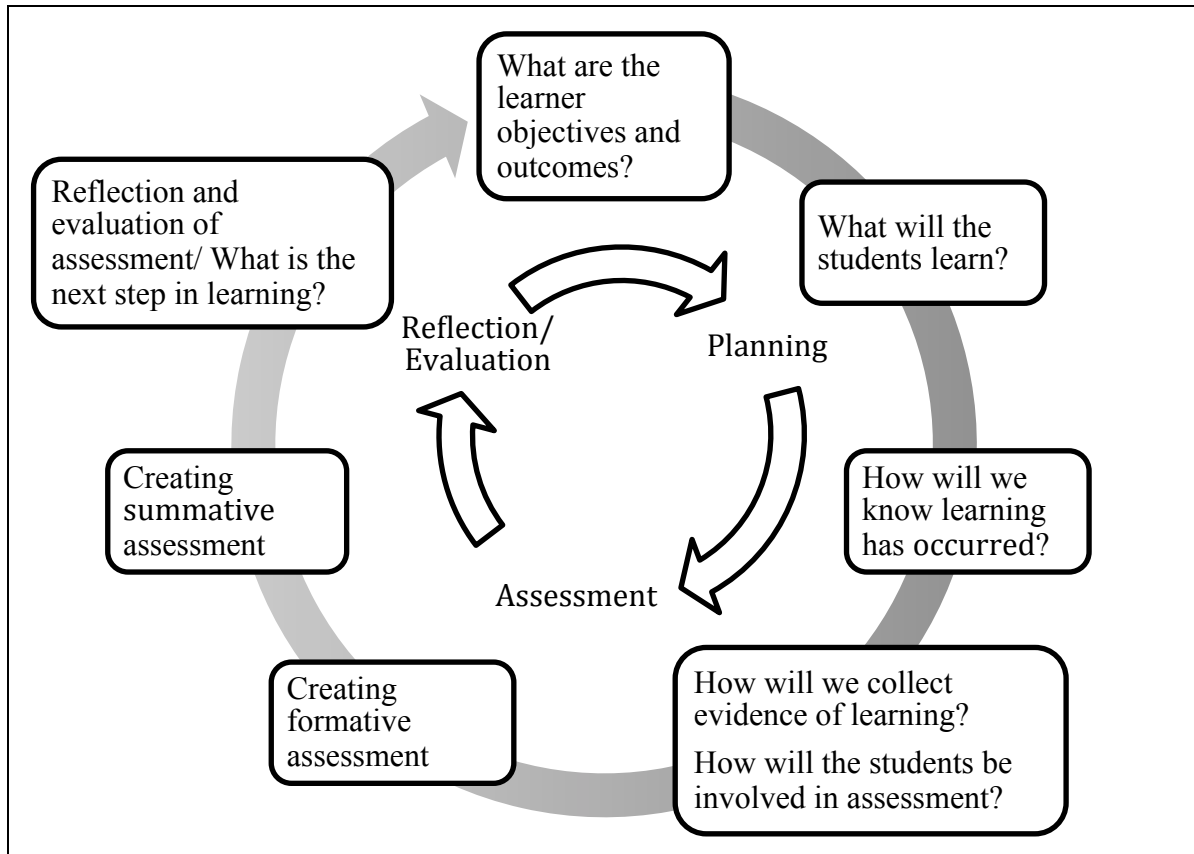 What are the
learner
objectives and
outcomes?
What will the
students learn?
How will we
know learning
has occurred?
How will we collect
evidence of learning?
How will the students be
involved in assessment?
Creating
formative
assessment
Creating
summative
assessment
Reflection and
evaluation of
assessment/ What is the
next step in learning?
Reflection/
Evaluation
Planning
Assessment